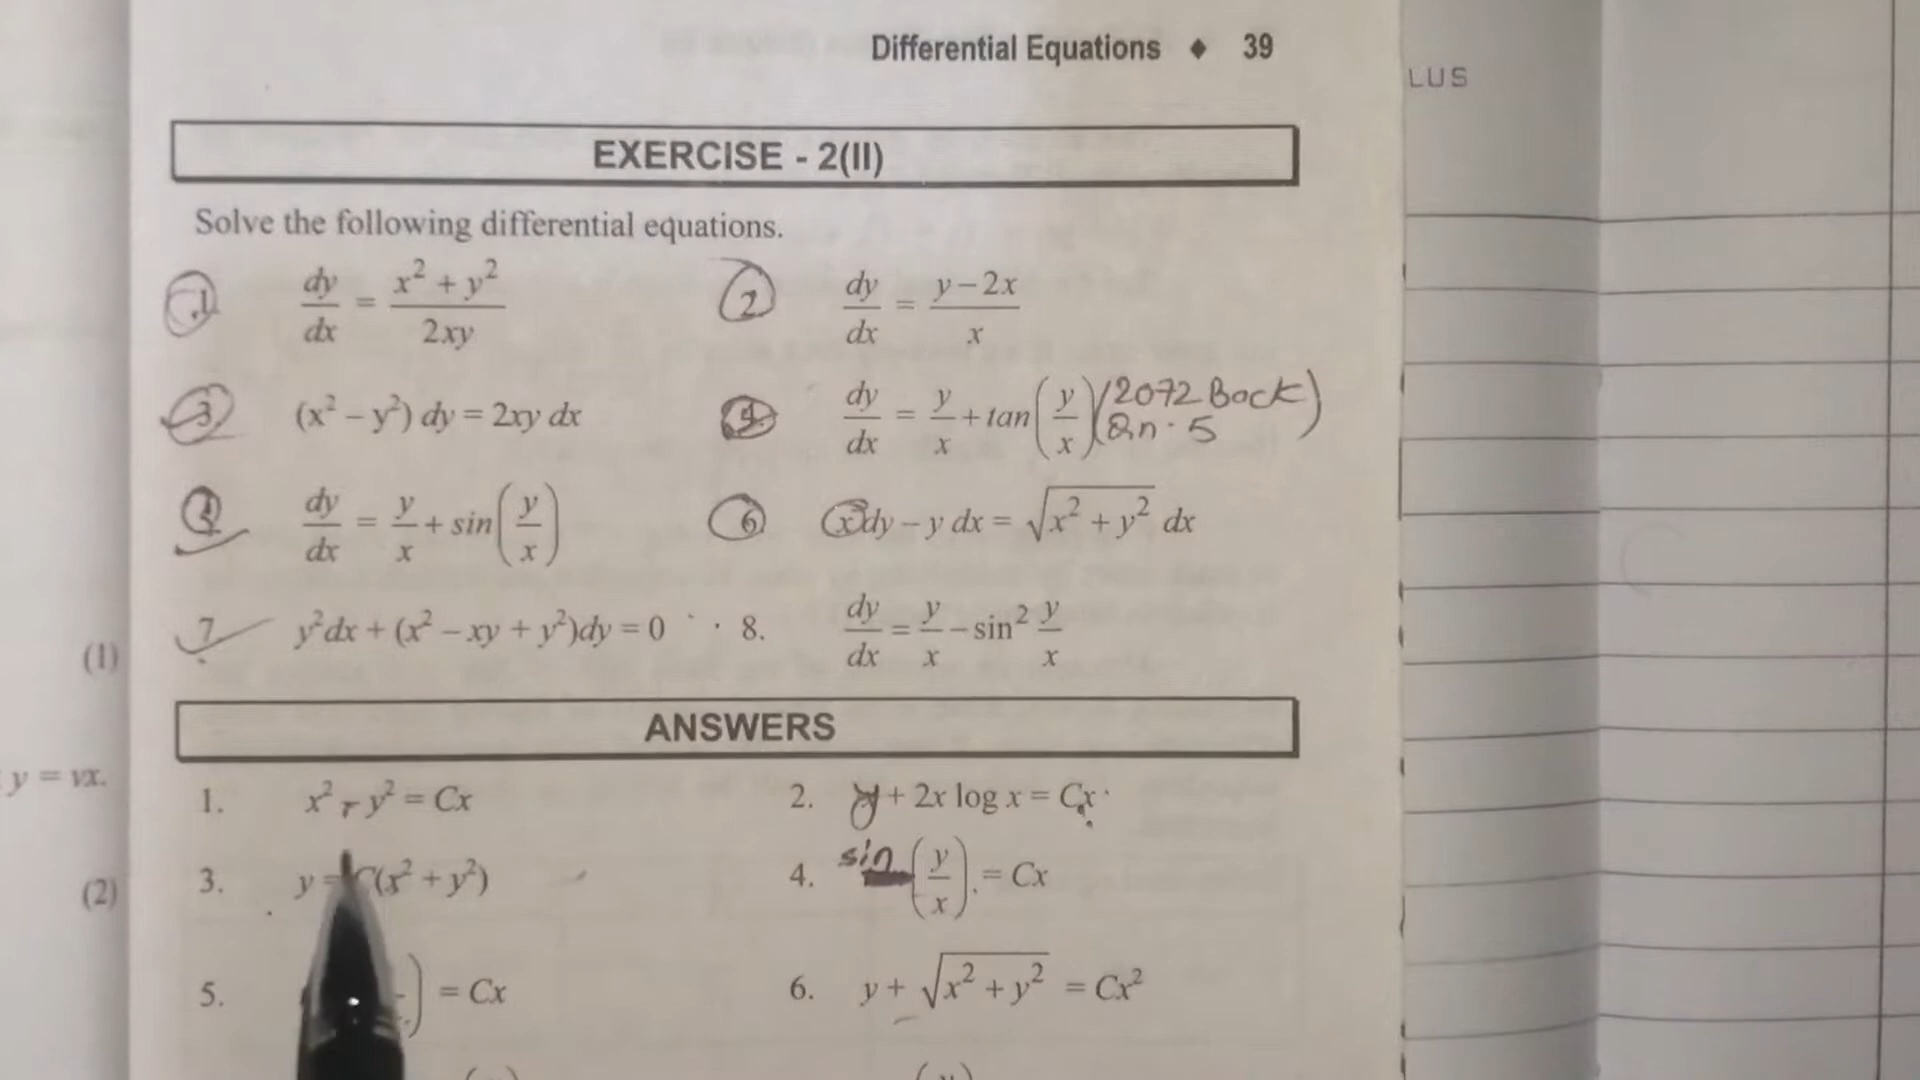 Differential Equations ♦ 39
LUS
EXERCISE - 2(II)
Solve the following differential equations.
1. dy/dx = (x² + y²)/(2xy)
2 dy/dx = (y – 2x)/x
3 (x² – y²) dy = 2xy dx
4. dy/dx = y/x + tan(y/x) (2072 Back) Qn. 5
dy/dx = y/x + sin(y/x)
6 xdy – y dx = √(x² + y²) dx
7. y²dx + (x² – xy + y²)dy = 0
8. dy/dx = y/x – sin² y/x
(1)
ANSWERS
y = vx.
1. x² – y² = Cx
2. y + 2x log x = Cx
(2)
3. y = C(x² + y²)
4. sin (y/x) = Cx
5. ) = Cx
6. y + √(x² + y²) = Cx²